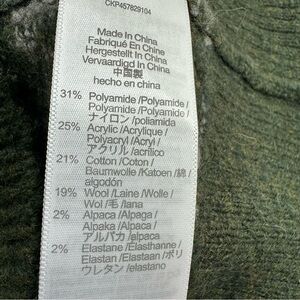 CKP457829104
Made In China
Fabriqué En Chine
Hergestellt In China
Vervaardigd In China
中国製
hecho en china
31% Polyamide /Polyamide /
Polyamide /Polyamide /
ナイロン /poliamida
25% Acrylic /Acrylique /
Polyacryl /Acryl /
アクリル /acrílico
21% Cotton /Coton /
Baumwolle /Katoen /綿 /
algodón
19% Wool /Laine /Wolle /
Wol /毛 /lana
2% Alpaca /Alpaga /
Alpaka /Alpaca /
アルパカ /alpaca
2% Elastane /Elasthanne /
Elastan /Elastaan /ポリ
ウレタン /elastano